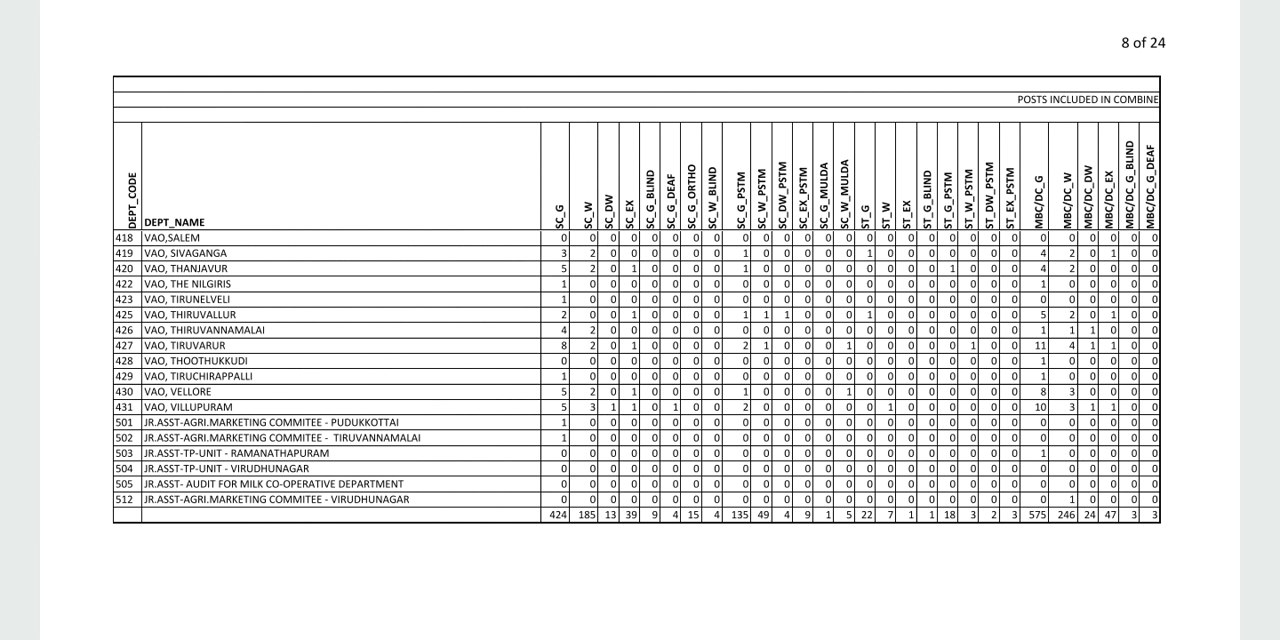 8 of 24
POSTS INCLUDED IN COMBINE
DEPT_CODE DEPT_NAME SC_G SC_W SC_DW SC_EX SC_G_BLIND SC_G_DEAF SC_G_ORTHO SC_W_BLIND SC_G_PSTM SC_W_PSTM SC_DW_PSTM SC_EX_PSTM SC_G_MULDA SC_W_MULDA ST_G ST_W ST_EX ST_G_BLIND ST_G_PSTM ST_W_PSTM ST_DW_PSTM ST_EX_PSTM MBC/DC_G MBC/DC_W MBC/DC_DW MBC/DC_EX MBC/DC_G_BLIND MBC/DC_G_DEAF
418 VAO,SALEM 0 0 0 0 0 0 0 0 0 0 0 0 0 0 0 0 0 0 0 0 0 0 0 0 0 0 0 0
419 VAO, SIVAGANGA 3 2 0 0 0 0 0 0 1 0 0 0 0 0 1 0 0 0 0 0 0 0 4 2 0 1 0 0
420 VAO, THANJAVUR 5 2 0 1 0 0 0 0 1 0 0 0 0 0 0 0 0 0 1 0 0 0 4 2 0 0 0 0
422 VAO, THE NILGIRIS 1 0 0 0 0 0 0 0 0 0 0 0 0 0 0 0 0 0 0 0 0 0 1 0 0 0 0 0
423 VAO, TIRUNELVELI 1 0 0 0 0 0 0 0 0 0 0 0 0 0 0 0 0 0 0 0 0 0 0 0 0 0 0 0
425 VAO, THIRUVALLUR 2 0 0 1 0 0 0 0 1 1 1 0 0 0 1 0 0 0 0 0 0 0 5 2 0 1 0 0
426 VAO, THIRUVANNAMALAI 4 2 0 0 0 0 0 0 0 0 0 0 0 0 0 0 0 0 0 0 0 0 1 1 1 0 0 0
427 VAO, TIRUVARUR 8 2 0 1 0 0 0 0 2 1 0 0 0 1 0 0 0 0 0 1 0 0 11 4 1 1 0 0
428 VAO, THOOTHUKKUDI 0 0 0 0 0 0 0 0 0 0 0 0 0 0 0 0 0 0 0 0 0 0 1 0 0 0 0 0
429 VAO, TIRUCHIRAPPALLI 1 0 0 0 0 0 0 0 0 0 0 0 0 0 0 0 0 0 0 0 0 0 1 0 0 0 0 0
430 VAO, VELLORE 5 2 0 1 0 0 0 0 1 0 0 0 0 1 0 0 0 0 0 0 0 0 8 3 0 0 0 0
431 VAO, VILLUPURAM 5 3 1 1 0 1 0 0 2 0 0 0 0 0 0 1 0 0 0 0 0 0 10 3 1 1 0 0
501 JR.ASST-AGRI.MARKETING COMMITEE - PUDUKKOTTAI 1 0 0 0 0 0 0 0 0 0 0 0 0 0 0 0 0 0 0 0 0 0 0 0 0 0 0 0
502 JR.ASST-AGRI.MARKETING COMMITEE - TIRUVANNAMALAI 1 0 0 0 0 0 0 0 0 0 0 0 0 0 0 0 0 0 0 0 0 0 0 0 0 0 0 0
503 JR.ASST-TP-UNIT - RAMANATHAPURAM 0 0 0 0 0 0 0 0 0 0 0 0 0 0 0 0 0 0 0 0 0 0 1 0 0 0 0 0
504 JR.ASST-TP-UNIT - VIRUDHUNAGAR 0 0 0 0 0 0 0 0 0 0 0 0 0 0 0 0 0 0 0 0 0 0 0 0 0 0 0 0
505 JR.ASST- AUDIT FOR MILK CO-OPERATIVE DEPARTMENT 0 0 0 0 0 0 0 0 0 0 0 0 0 0 0 0 0 0 0 0 0 0 0 0 0 0 0 0
512 JR.ASST-AGRI.MARKETING COMMITEE - VIRUDHUNAGAR 0 0 0 0 0 0 0 0 0 0 0 0 0 0 0 0 0 0 0 0 0 0 0 1 0 0 0 0
424 185 13 39 9 4 15 4 135 49 4 9 1 5 22 7 1 1 18 3 2 3 575 246 24 47 3 3